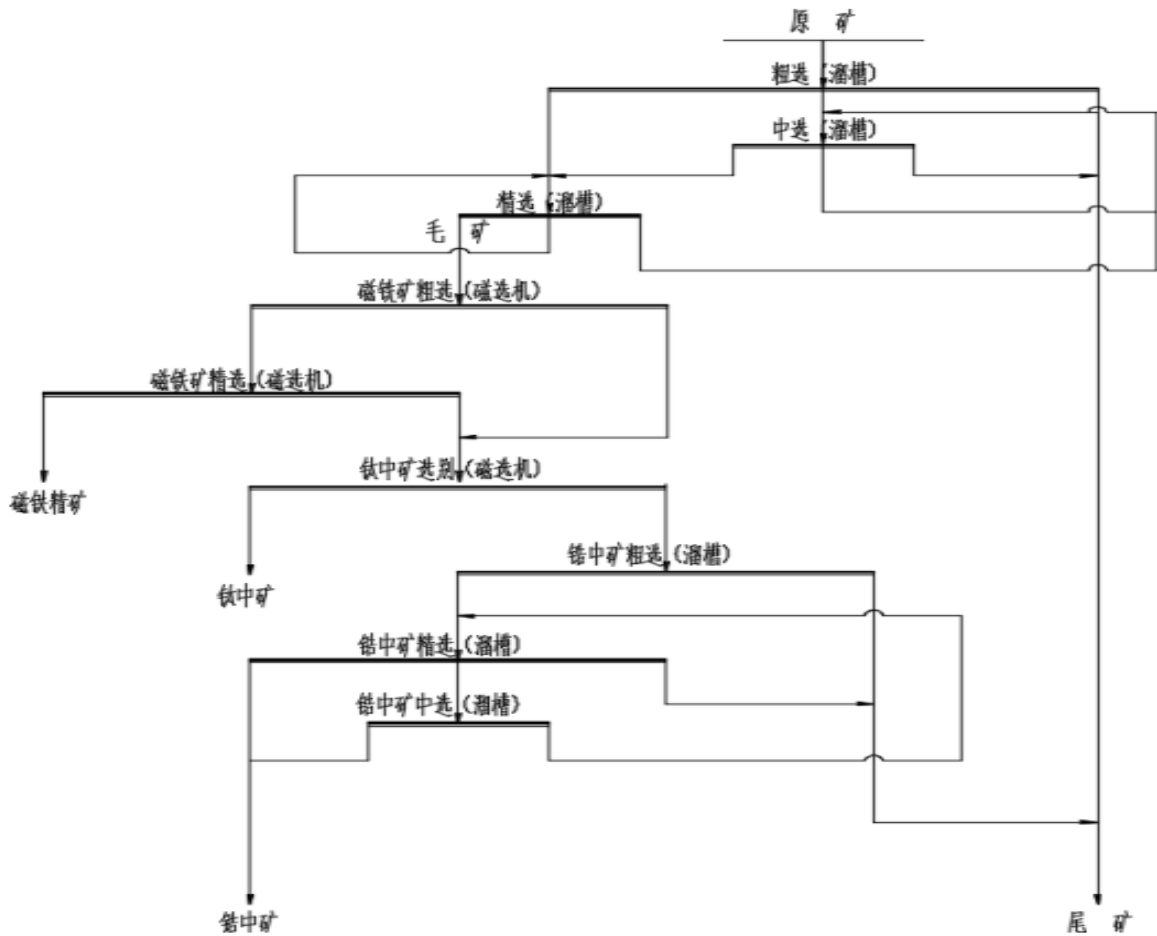 原 矿
粗选(溜槽)
中选(溜槽)
精选(溜槽)
毛 矿
磁铁矿粗选(磁选机)
磁铁矿精选(磁选机)
钛中矿选别(磁选机)
磁铁精矿
锆中矿粗选(溜槽)
钛中矿
锆中矿精选(溜槽)
锆中矿中选(溜槽)
锆中矿
尾 矿